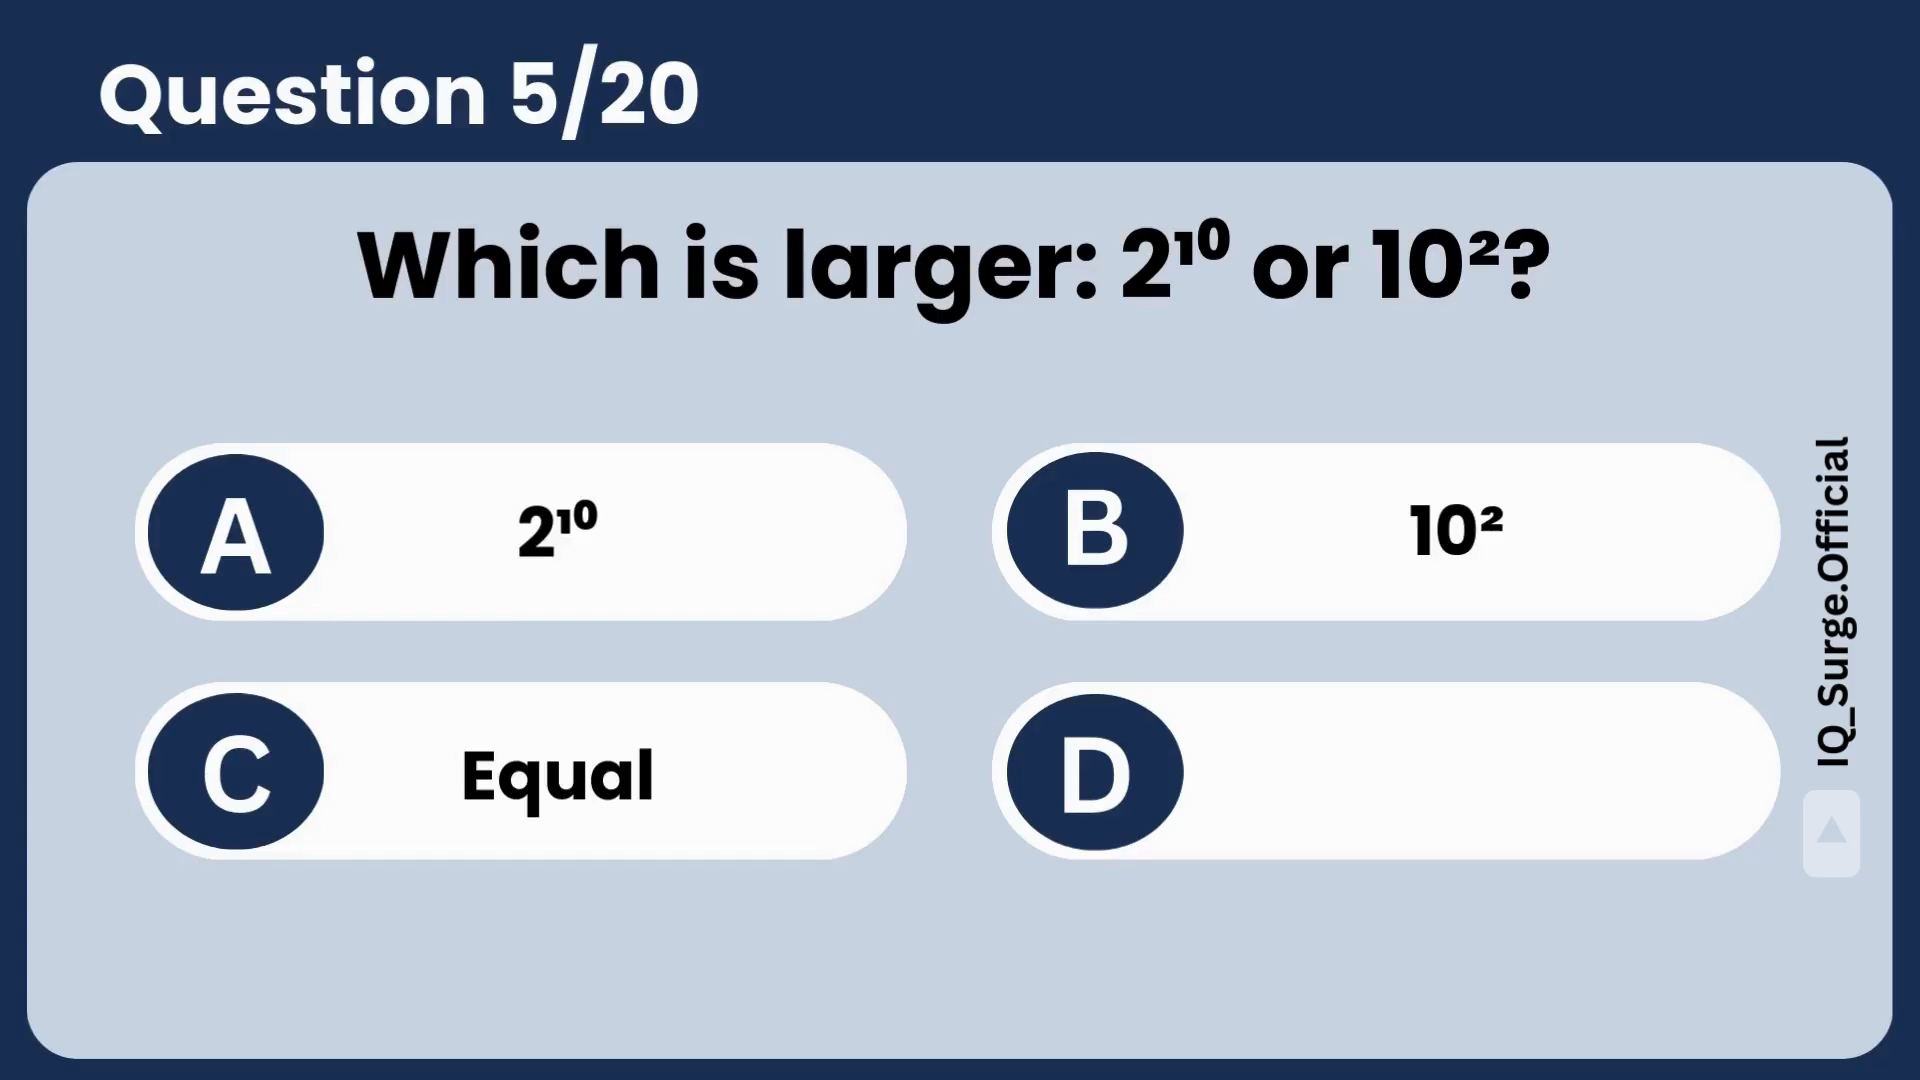 Question 5/20
Which is larger: 2¹⁰ or 10²?
A 2¹⁰
B 10²
C Equal
D
IQ_Surge.Official